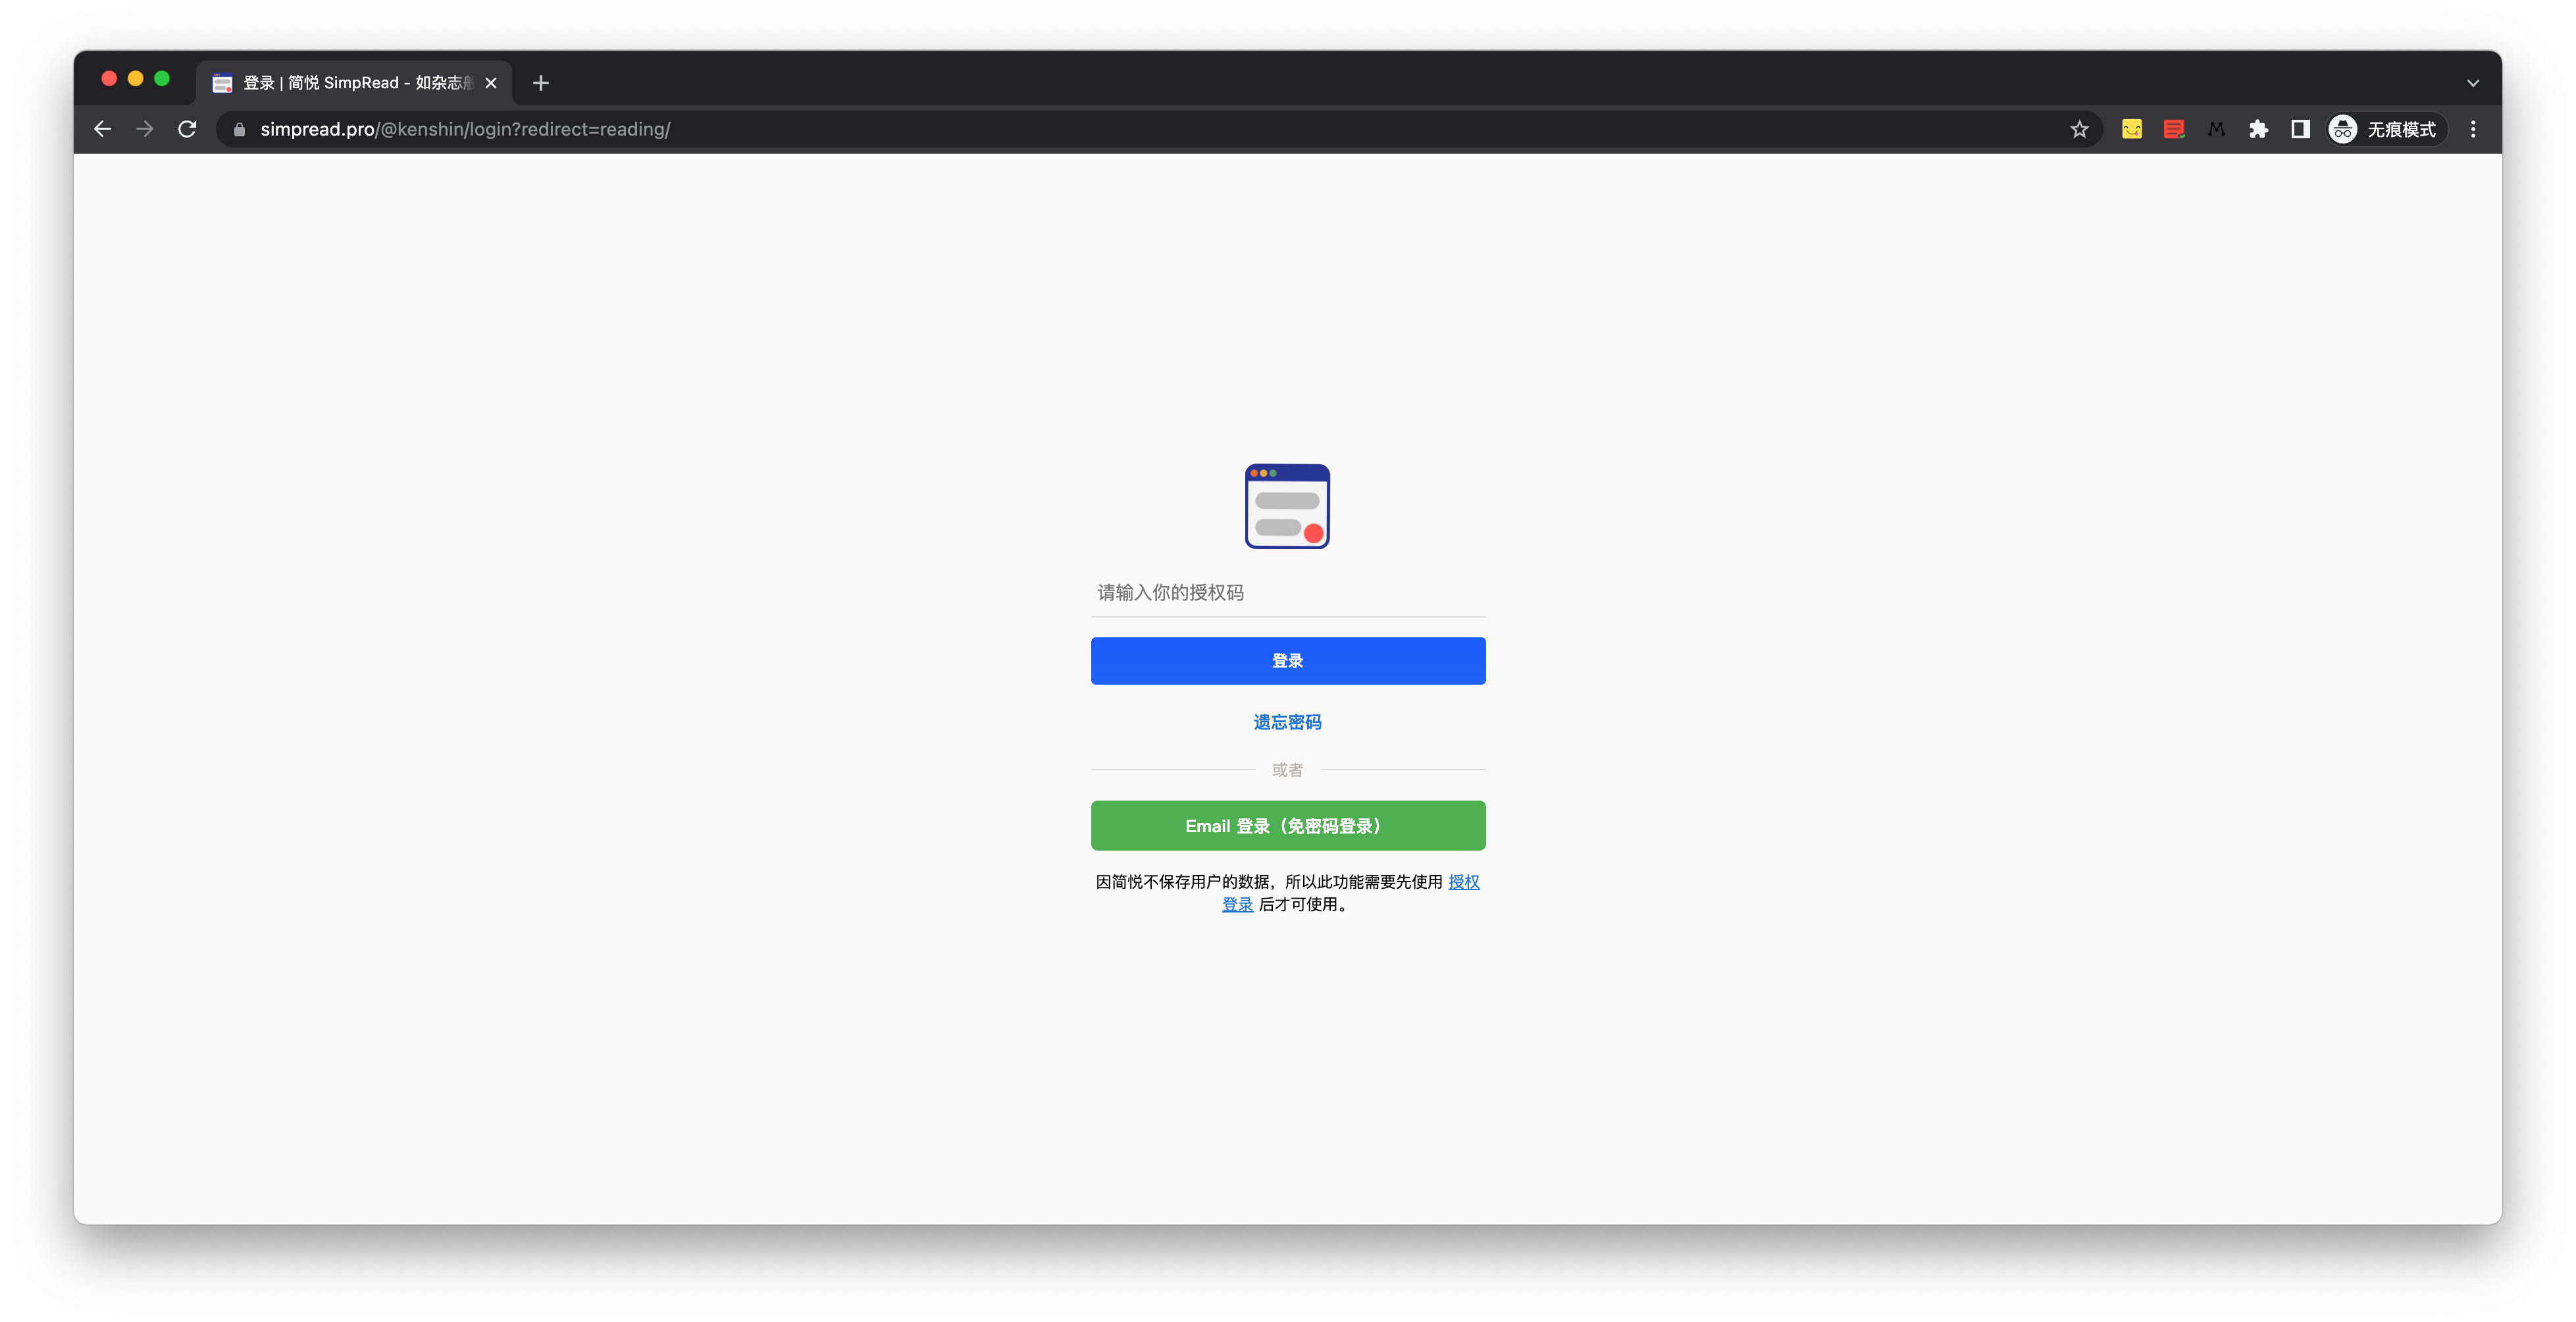 登录 | 简悦 SimpRead - 如杂志般
simpread.pro/@kenshin/login?redirect=reading/
无痕模式
请输入你的授权码
登录
遗忘密码
或者
Email 登录（免密码登录）
因简悦不保存用户的数据，所以此功能需要先使用 授权
登录 后才可使用。